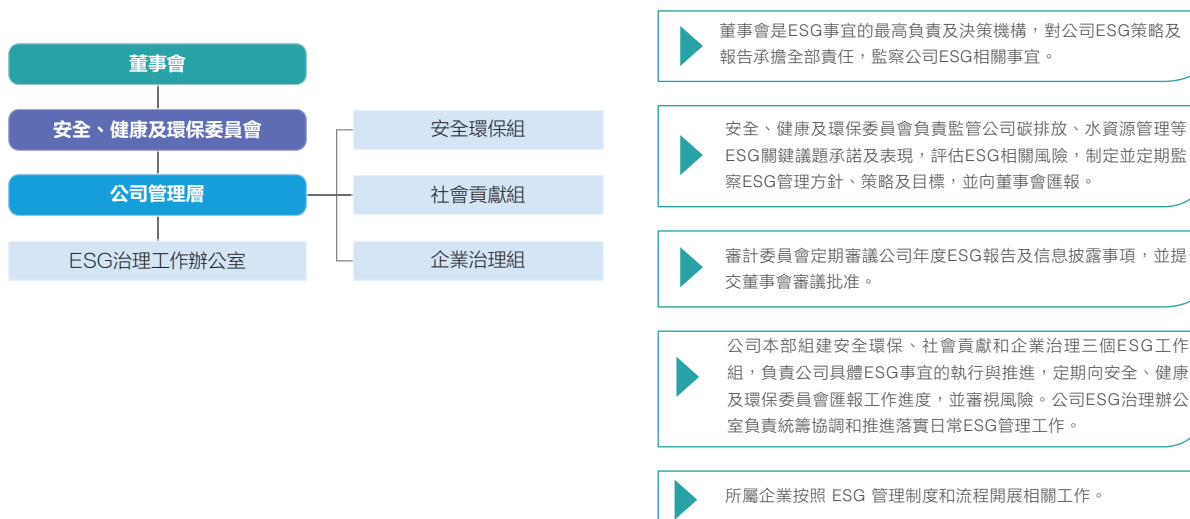 董事會
安全、健康及環保委員會
公司管理層
ESG治理工作辦公室
安全環保組
社會貢獻組
企業治理組
董事會是ESG事宜的最高負責及決策機構，對公司ESG策略及
報告承擔全部責任，監察公司ESG相關事宜。
安全、健康及環保委員會負責監管公司碳排放、水資源管理等
ESG關鍵議題承諾及表現，評估ESG相關風險，制定並定期監
察ESG管理方針、策略及目標，並向董事會匯報。
審計委員會定期審議公司年度ESG報告及信息披露事項，並提
交董事會審議批准。
公司本部組建安全環保、社會貢獻和企業治理三個ESG工作
組，負責公司具體ESG事宜的執行與推進，定期向安全、健康
及環保委員會匯報工作進度，並審視風險。公司ESG治理辦公
室負責統籌協調和推進落實日常ESG管理工作。
所屬企業按照 ESG 管理制度和流程開展相關工作。